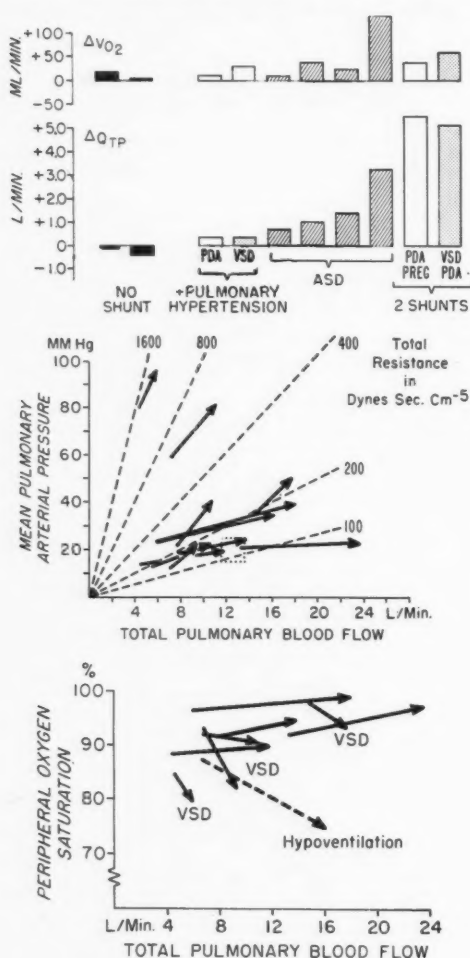 ΔVO2
ML/MIN.
+100
+50
0
-50
ΔQTP
L/MIN.
+5.0
+4.0
+3.0
+2.0
+1.0
0
-1.0
PDA VSD
ASD
PDA PREG
VSD PDA
NO SHUNT
+PULMONARY HYPERTENSION
2 SHUNTS
MM Hg
1600 800 400
Total Resistance in Dynes Sec. Cm-5
200
100
MEAN PULMONARY ARTERIAL PRESSURE
100
80
60
40
20
4 8 12 16 20 24 L/Min.
TOTAL PULMONARY BLOOD FLOW
%
100
90
80
70
PERIPHERAL OXYGEN SATURATION
VSD
VSD
VSD
Hypoventilation
L/Min. 4 8 12 16 20 24
TOTAL PULMONARY BLOOD FLOW